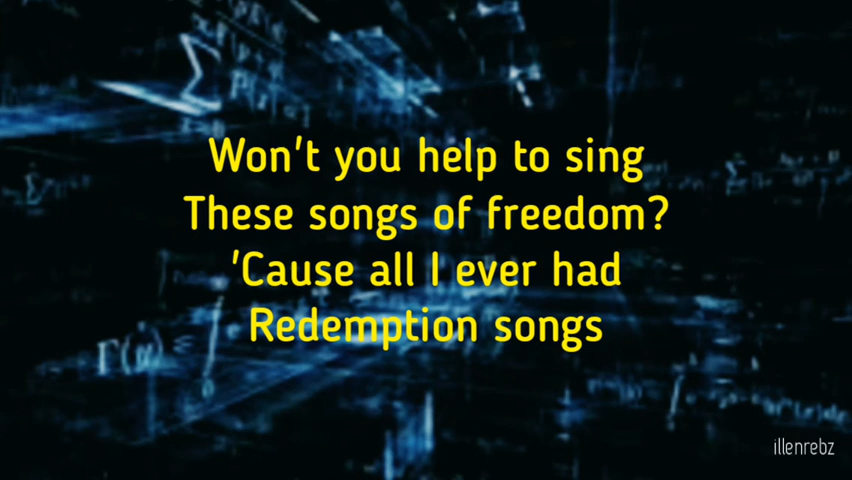 Won't you help to sing
These songs of freedom?
'Cause all I ever had
Redemption songs
illenrebz